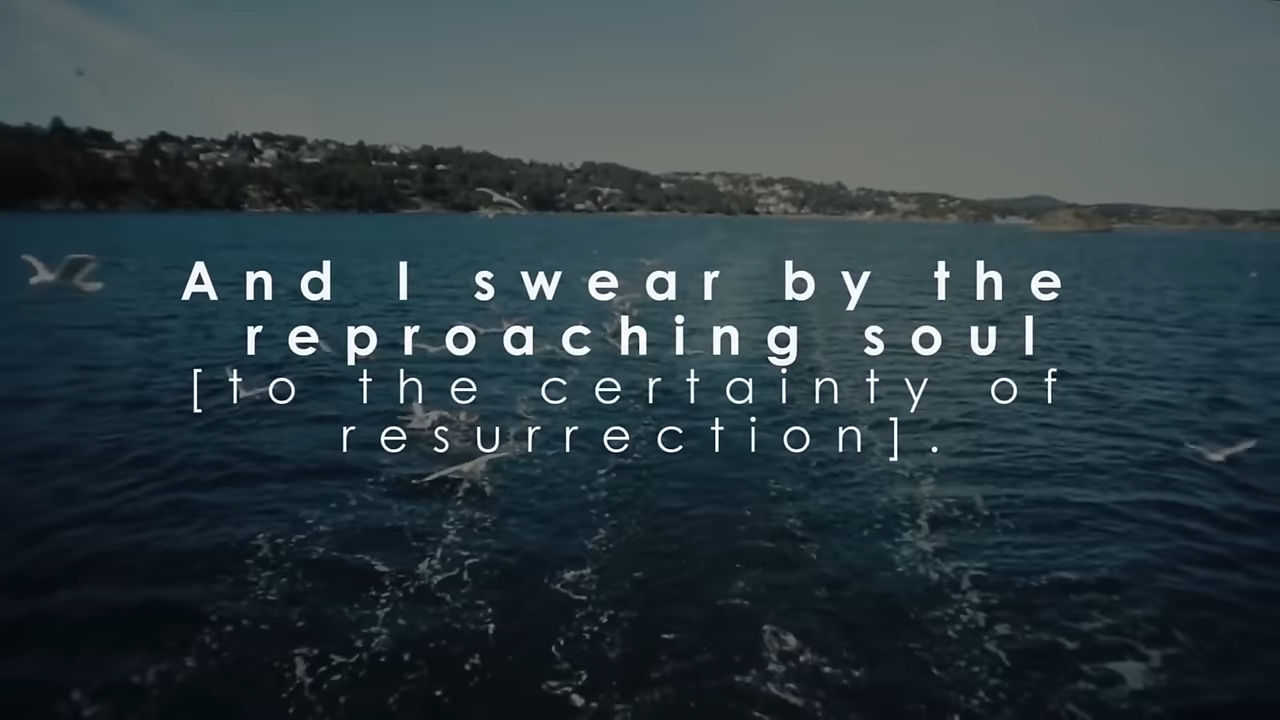 And I swear by the
reproaching soul
[to the certainty of
resurrection].